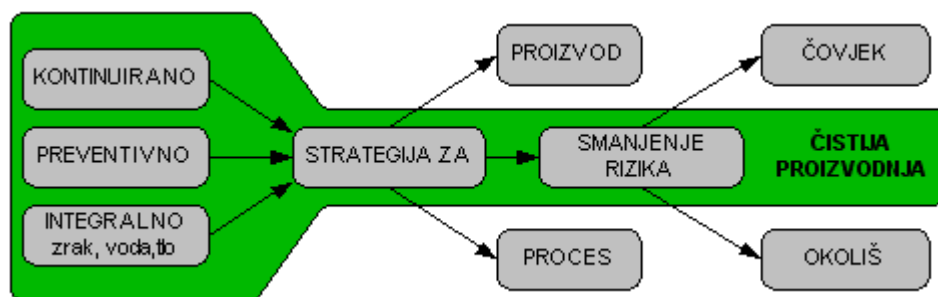 KONTINUIRANO
PREVENTIVNO
INTEGRALNO
zrak, voda,tlo
STRATEGIJA ZA
PROIZVOD
PROCES
SMANJENJE
RIZIKA
ČOVJEK
OKOLIŠ
ČISTIJA
PROIZVODNJA